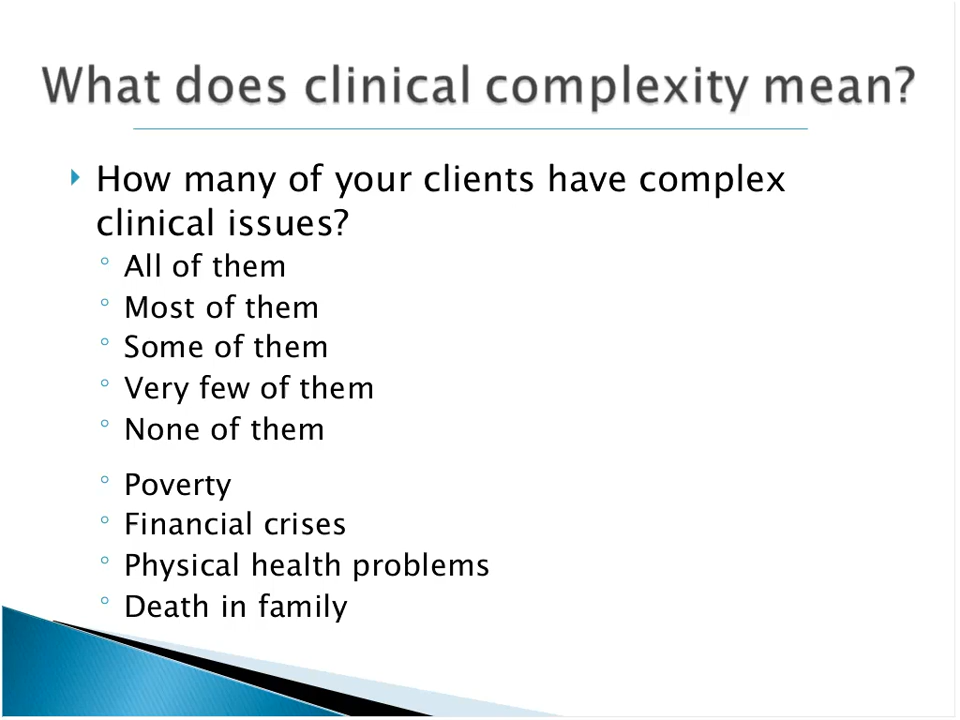 What does clinical complexity mean?
How many of your clients have complex
clinical issues?
All of them
Most of them
Some of them
Very few of them
None of them
Poverty
Financial crises
Physical health problems
Death in family